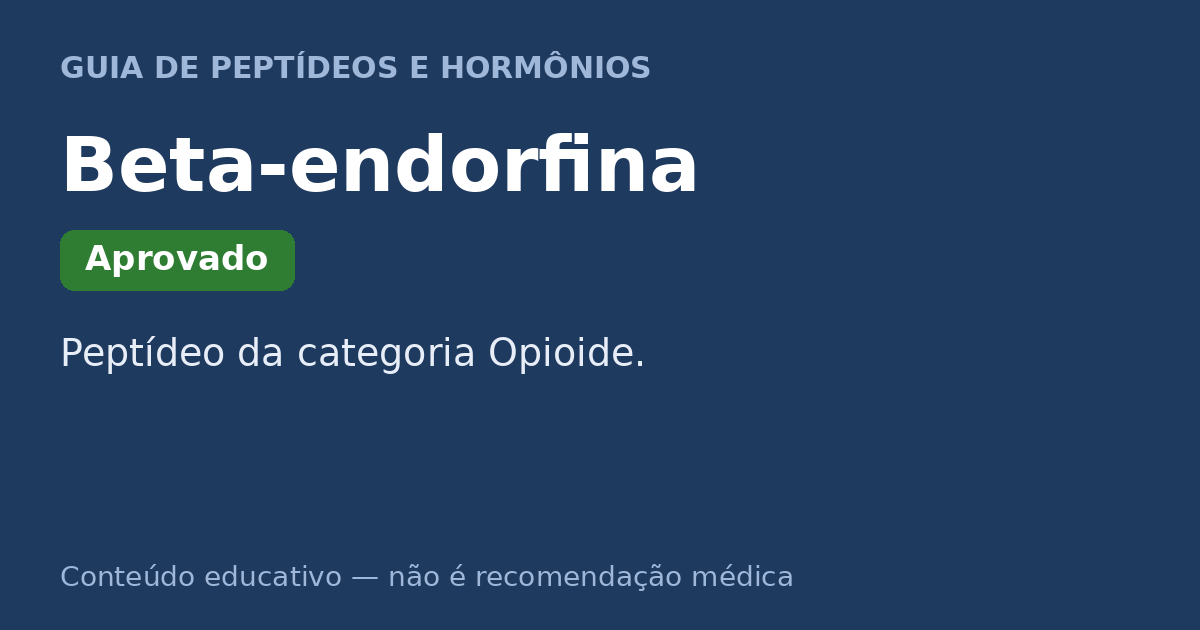 GUIA DE PEPTÍDEOS E HORMÔNIOS
Beta-endorfina
Aprovado
Peptídeo da categoria Opioide.
Conteúdo educativo — não é recomendação médica